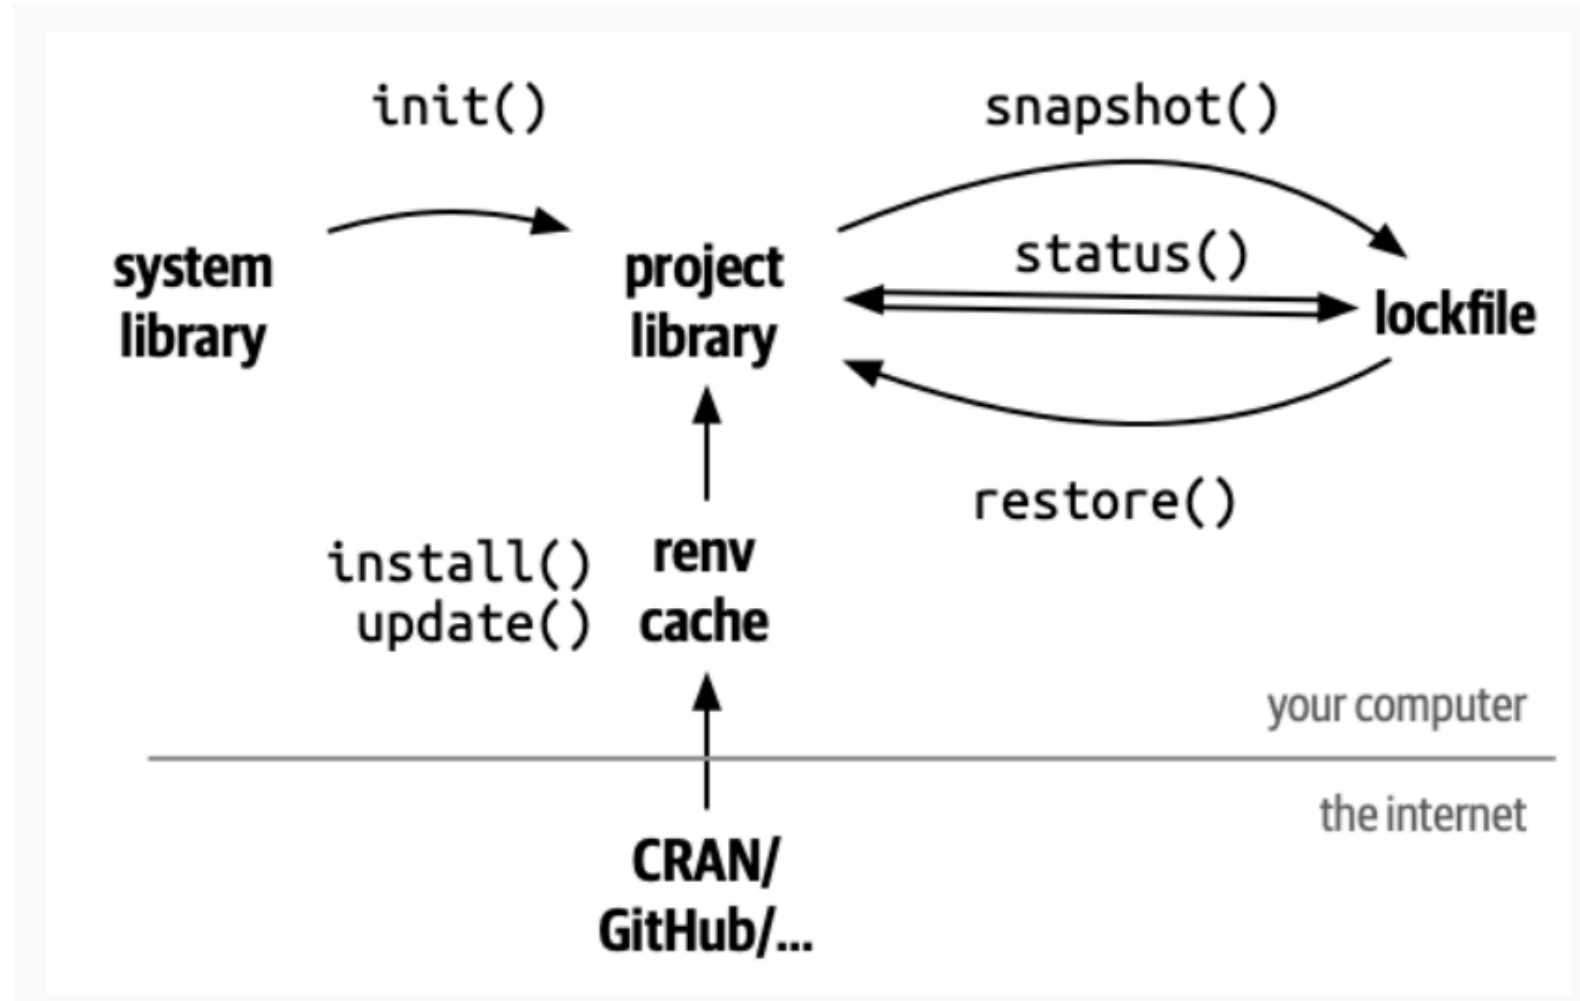 init()
snapshot()
system
library
project
library
status()
lockfile
restore()
install()
update()
renv
cache
your computer
the internet
CRAN/
GitHub/...